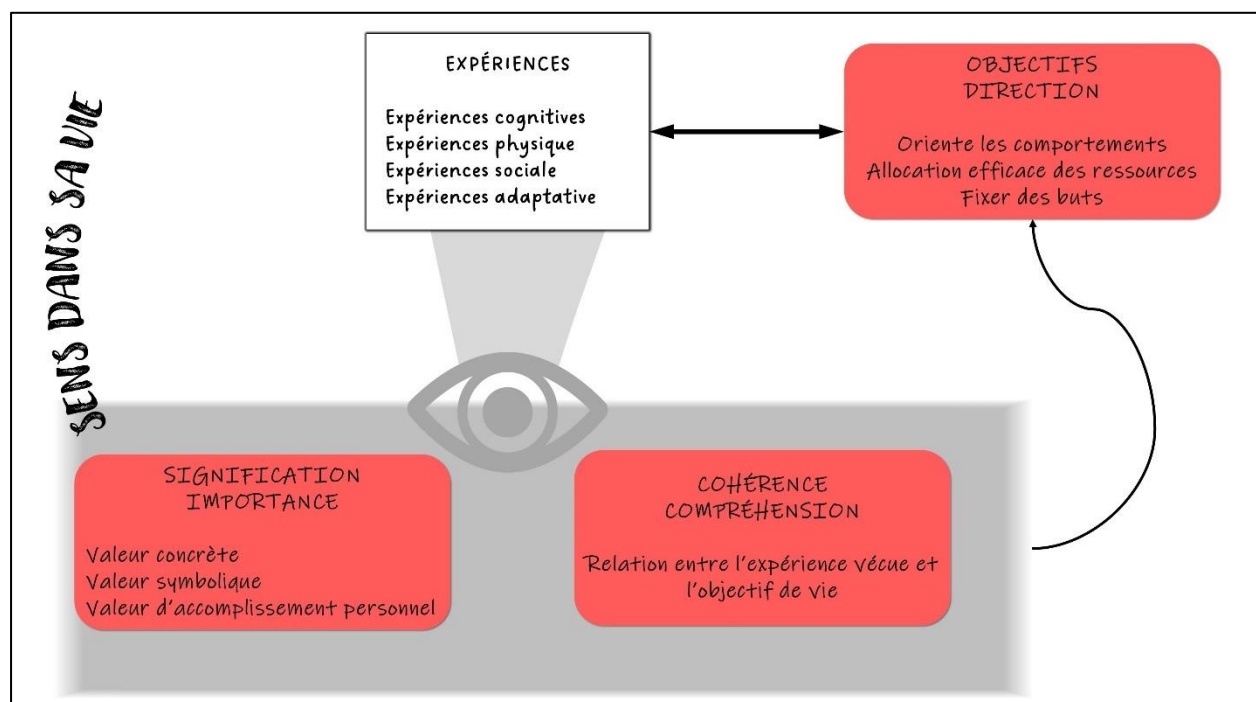 SENS DANS SA VIE
EXPÉRIENCES
Expériences cognitives
Expériences physique
Expériences sociale
Expériences adaptative
OBJECTIFS
DIRECTION
Oriente les comportements
Allocation efficace des ressources
Fixer des buts
SIGNIFICATION
IMPORTANCE
Valeur concrète
Valeur symbolique
Valeur d'accomplissement personnel
COHÉRENCE
COMPRÉHENSION
Relation entre l'expérience vécue et
l'objectif de vie